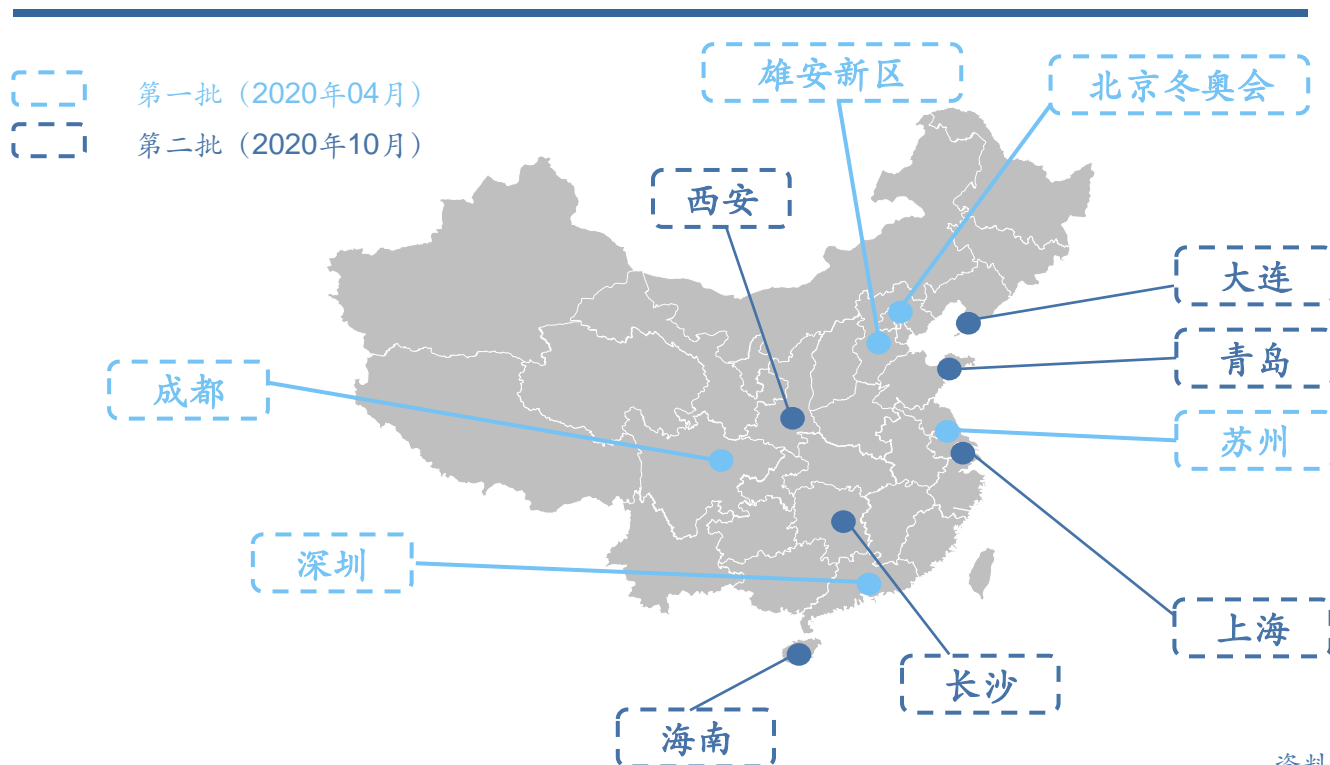 第一批（2020年04月）
第二批（2020年10月）
雄安新区
北京冬奥会
西安
大连
青岛
成都
苏州
深圳
上海
长沙
海南
资料